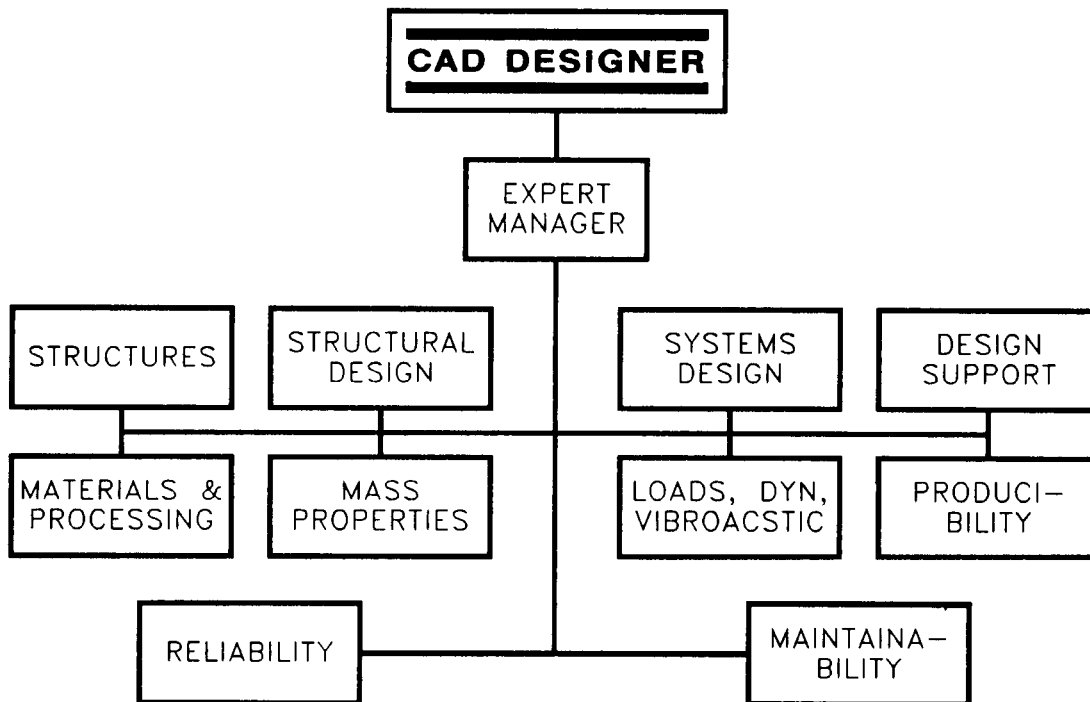 CAD DESIGNER
EXPERT
MANAGER
STRUCTURES
STRUCTURAL
DESIGN
SYSTEMS
DESIGN
DESIGN
SUPPORT
MATERIALS &
PROCESSING
MASS
PROPERTIES
LOADS, DYN,
VIBROACSTIC
PRODUCI-
BILITY
RELIABILITY
MAINTAINA-
BILITY